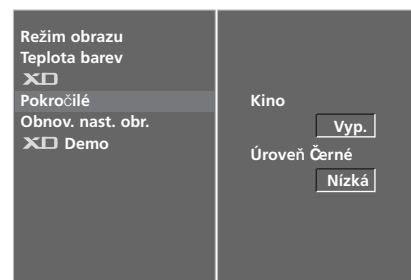 Režim obrazu
Teplota barev
XD
Pokročilé
Obnov. nast. obr.
XD Demo
Kino
Vyp.
Úroveň Černé
Nízká